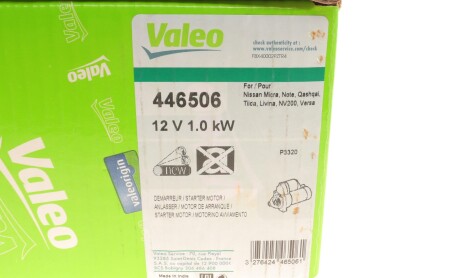 Valeo
check authenticity at :
www.valeoservice.com/check
446506
12 V 1.0 kW
For / Pour
Nissan Micra, Note, Qashqai,
Tiida, Livina, NV200, Versa
new
P3320
DEMARREUR / STARTER MOTOR /
ANLASSER / MOTOR DE ARRANQUE /
STARTER MOTOR / MOTORINO AVVIAMENTO
Made in India
Valeo
Valeo
valeorigin